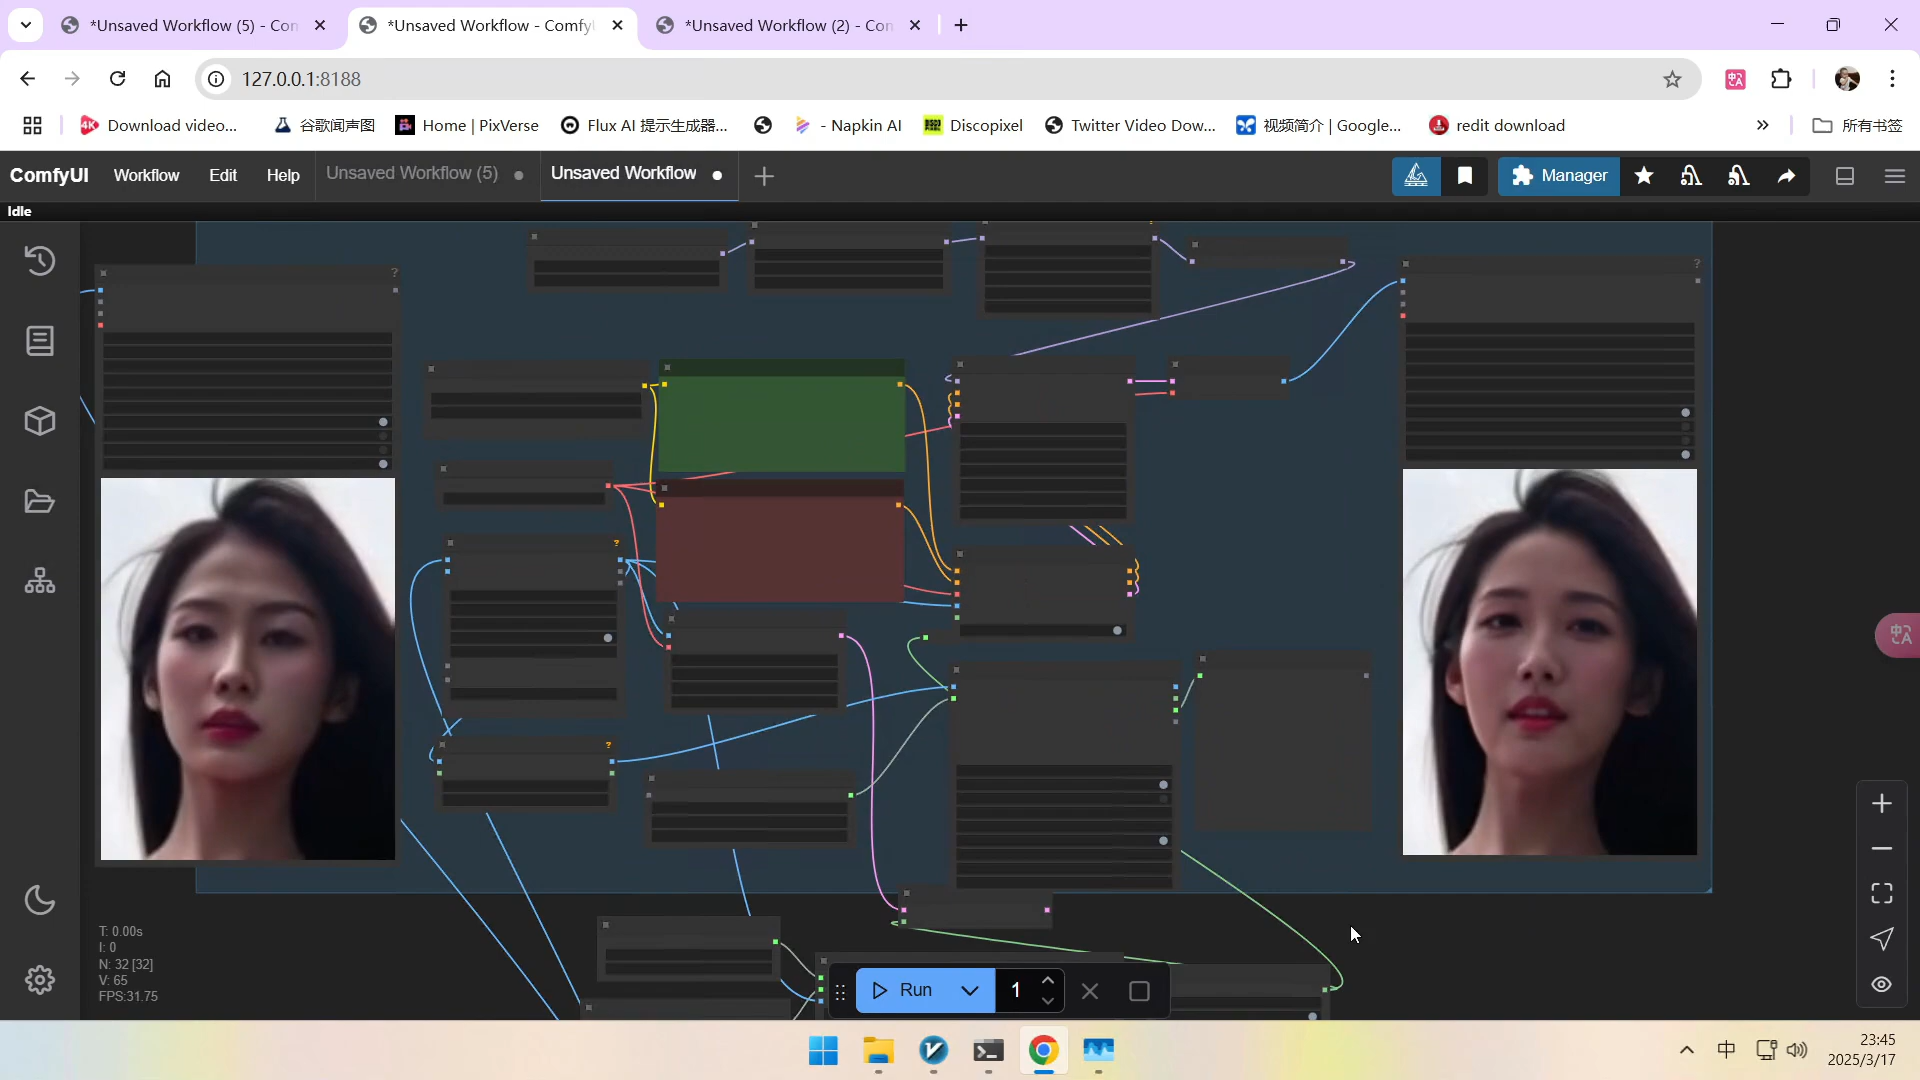 *Unsaved Workflow (5) - Con
*Unsaved Workflow - Comfy
*Unsaved Workflow (2) - Con
127.0.0.1:8188
Download video...
谷歌闻声图
Home | PixVerse
Flux AI 提示生成器...
- Napkin AI
Discopixel
Twitter Video Dow...
视频简介 | Google...
redit download
所有书签
ComfyUI
Workflow
Edit
Help
Unsaved Workflow (5)
Unsaved Workflow
Manager
Idle
T: 0.00s
I: 0
N: 32 [32]
V: 65
FPS:31.75
Run
1
中
23:45
2025/3/17